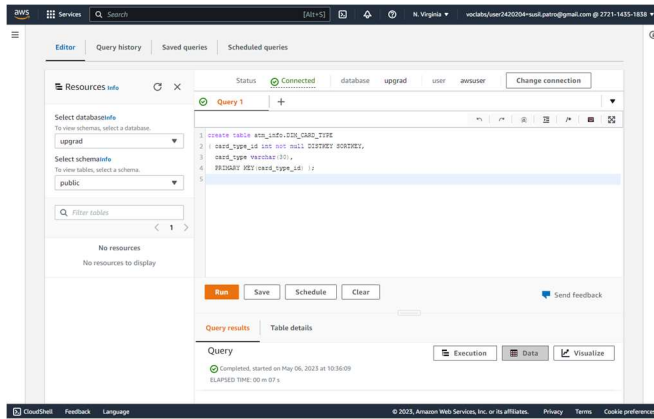 aws Services Search [Alt+S] N. Virginia voclabs/user2420204=susil.patro@gmail.com @ 2721-1435-1838
Editor Query history Saved queries Scheduled queries
Resources Info
Status Connected database upgrad user awsuser Change connection
Query 1 +
Select databaseInfo
To view schemas, select a database.
upgrad
Select schemaInfo
To view tables, select a schema.
public
Filter tables
< 1 >
No resources
No resources to display
1 create table atm_info.DIM_CARD_TYPE
2 ( card_type_id int not null DISTKEY SORTKEY,
3 card_type varchar(30),
4 PRIMARY KEY(card_type_id) );
5
Run Save Schedule Clear Send feedback
Query results Table details
Query Execution Data Visualize
Completed, started on May 06, 2023 at 10:36:09
ELAPSED TIME: 00 m 07 s
CloudShell Feedback Language © 2023, Amazon Web Services, Inc. or its affiliates. Privacy Terms Cookie preferences